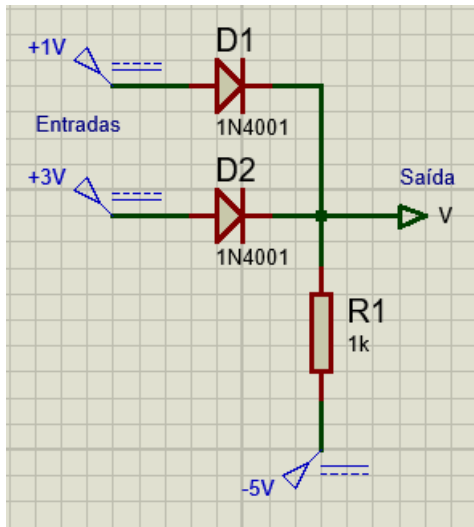 D1
+1V
1N4001
Entradas
D2
+3V
1N4001
Saída
V
R1
1k
-5V